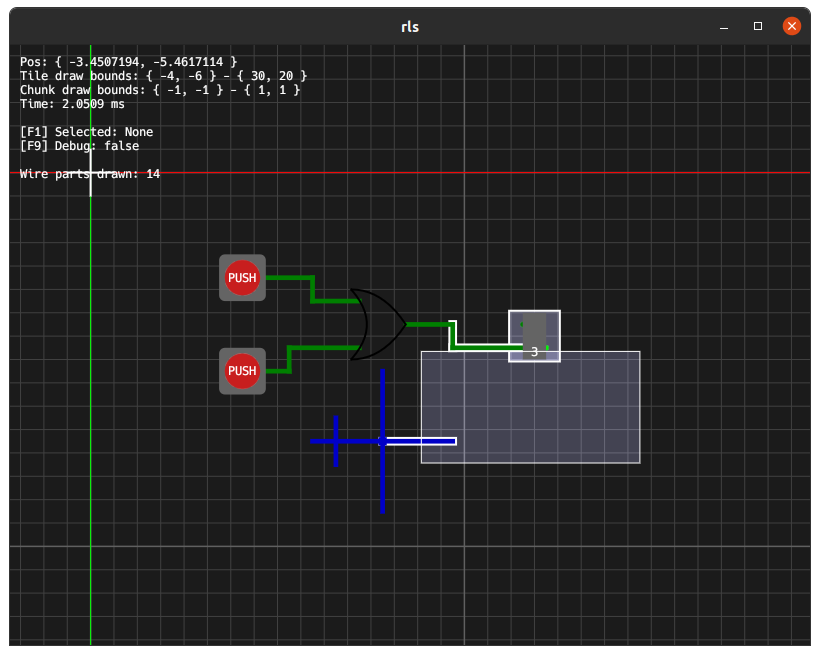 rls
Pos: { -3.4507194, -5.4617114 }
Tile draw bounds: { -4, -6 } - { 30, 20 }
Chunk draw bounds: { -1, -1 } - { 1, 1 }
Time: 2.0509 ms
[F1] Selected: None
[F9] Debug: false
Wire parts drawn: 14
PUSH
3
PUSH